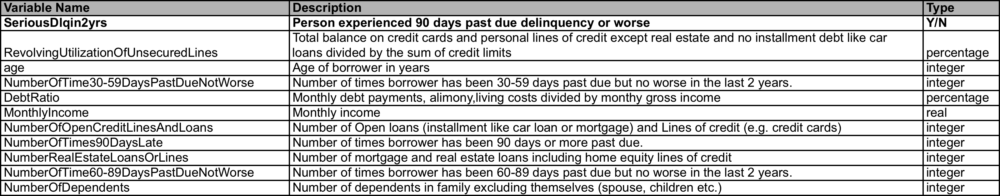 Variable Name Description Type
SeriousDlqin2yrs Person experienced 90 days past due delinquency or worse Y/N
Total balance on credit cards and personal lines of credit except real estate and no installment debt like car
RevolvingUtilizationOfUnsecuredLines loans divided by the sum of credit limits percentage
age Age of borrower in years integer
NumberOfTime30-59DaysPastDueNotWorse Number of times borrower has been 30-59 days past due but no worse in the last 2 years. integer
DebtRatio Monthly debt payments, alimony,living costs divided by monthy gross income percentage
MonthlyIncome Monthly income real
NumberOfOpenCreditLinesAndLoans Number of Open loans (installment like car loan or mortgage) and Lines of credit (e.g. credit cards) integer
NumberOfTimes90DaysLate Number of times borrower has been 90 days or more past due. integer
NumberRealEstateLoansOrLines Number of mortgage and real estate loans including home equity lines of credit integer
NumberOfTime60-89DaysPastDueNotWorse Number of times borrower has been 60-89 days past due but no worse in the last 2 years. integer
NumberOfDependents Number of dependents in family excluding themselves (spouse, children etc.) integer